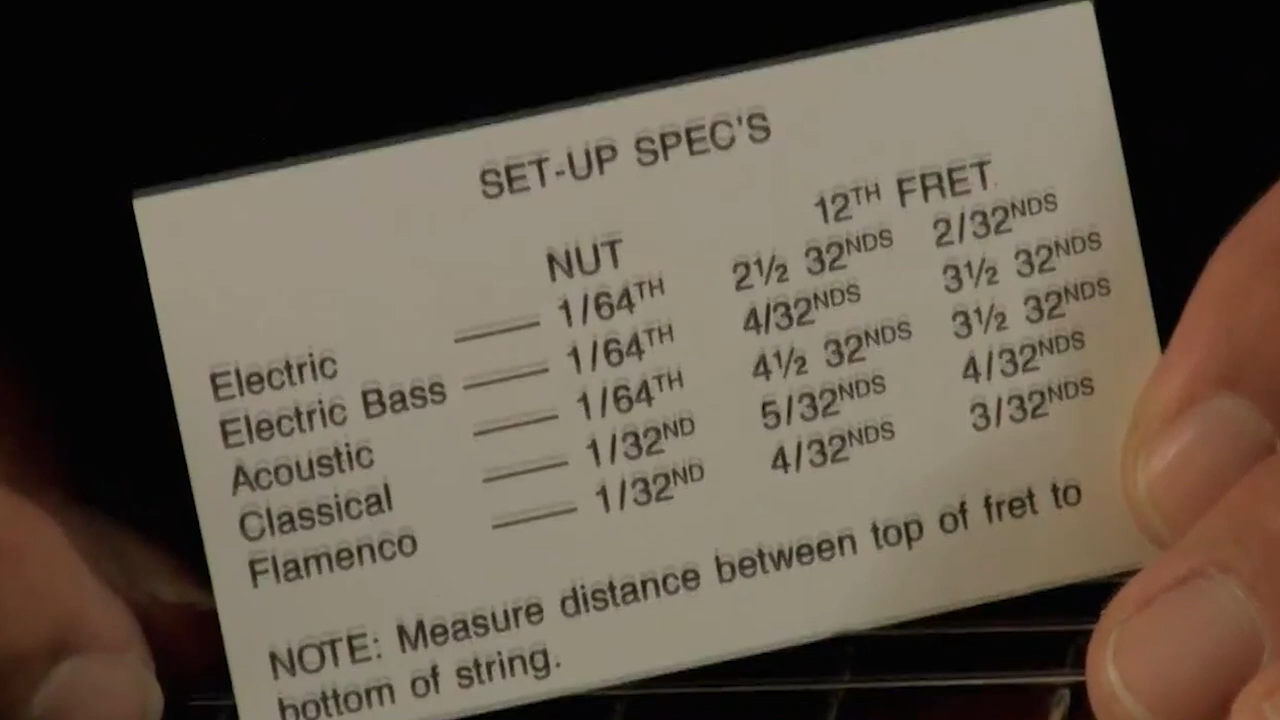 SET-UP SPEC'S
NUT 12TH FRET
Electric 1/64TH 2½ 32NDS 2/32NDS
Electric Bass 1/64TH 4/32NDS 3½ 32NDS
Acoustic 1/64TH 4½ 32NDS 3½ 32NDS
Classical 1/32ND 5/32NDS 4/32NDS
Flamenco 1/32ND 4/32NDS 3/32NDS
NOTE: Measure distance between top of fret to
bottom of string.